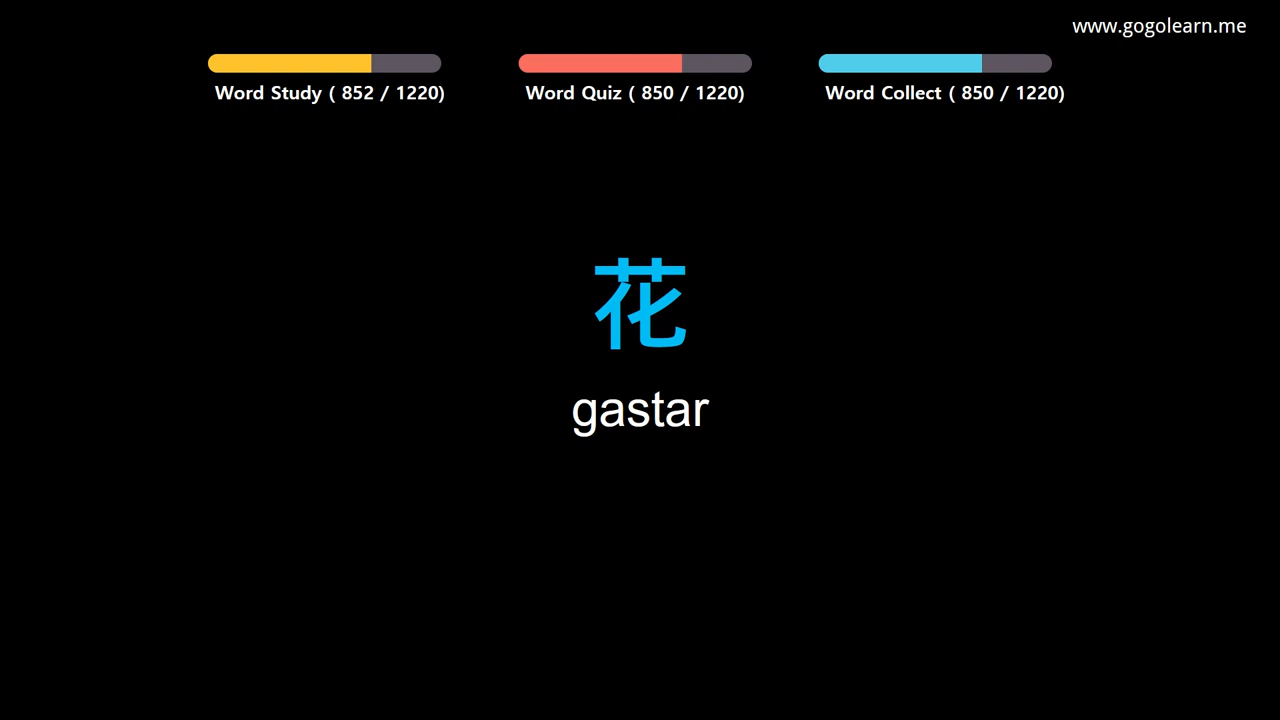 www.gogolearn.me
Word Study ( 852 / 1220)
Word Quiz ( 850 / 1220)
Word Collect ( 850 / 1220)
花
gastar